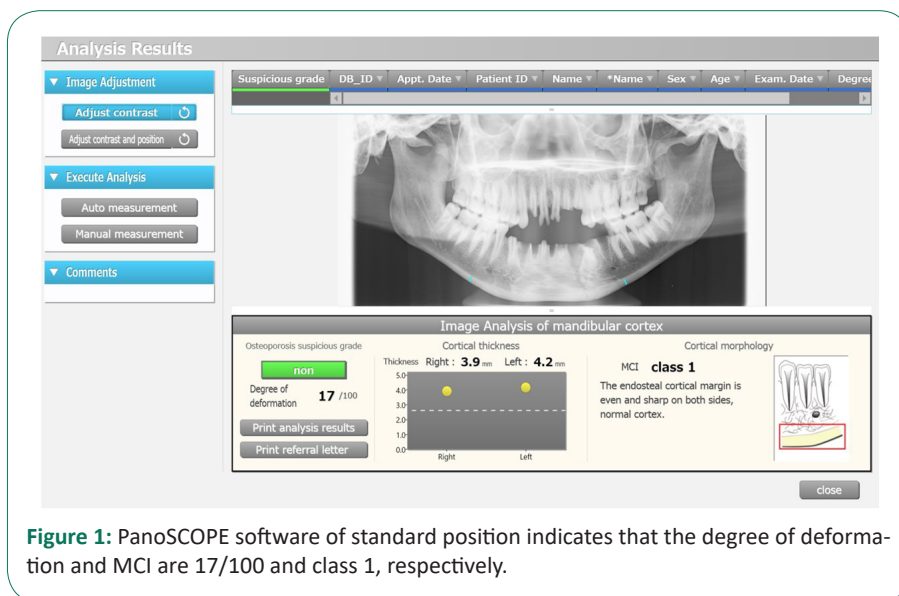 Analysis Results
Image Adjustment
Adjust contrast
Adjust contrast and position
Execute Analysis
Auto measurement
Manual measurement
Comments
Suspicious grade DB_ID Appt. Date Patient ID Name *Name Sex Age Exam. Date Degree
Image Analysis of mandibular cortex
Osteoporosis suspicious grade
non
Degree of
deformation 17 /100
Print analysis results
Print referral letter
Cortical thickness
Thickness Right : 3.9 mm Left : 4.2 mm
5.0
4.0
3.0
2.0
1.0
0.0
Right Left
Cortical morphology
MCI class 1
The endosteal cortical margin is
even and sharp on both sides,
normal cortex.
close
Figure 1: PanoSCOPE software of standard position indicates that the degree of deforma-
tion and MCI are 17/100 and class 1, respectively.